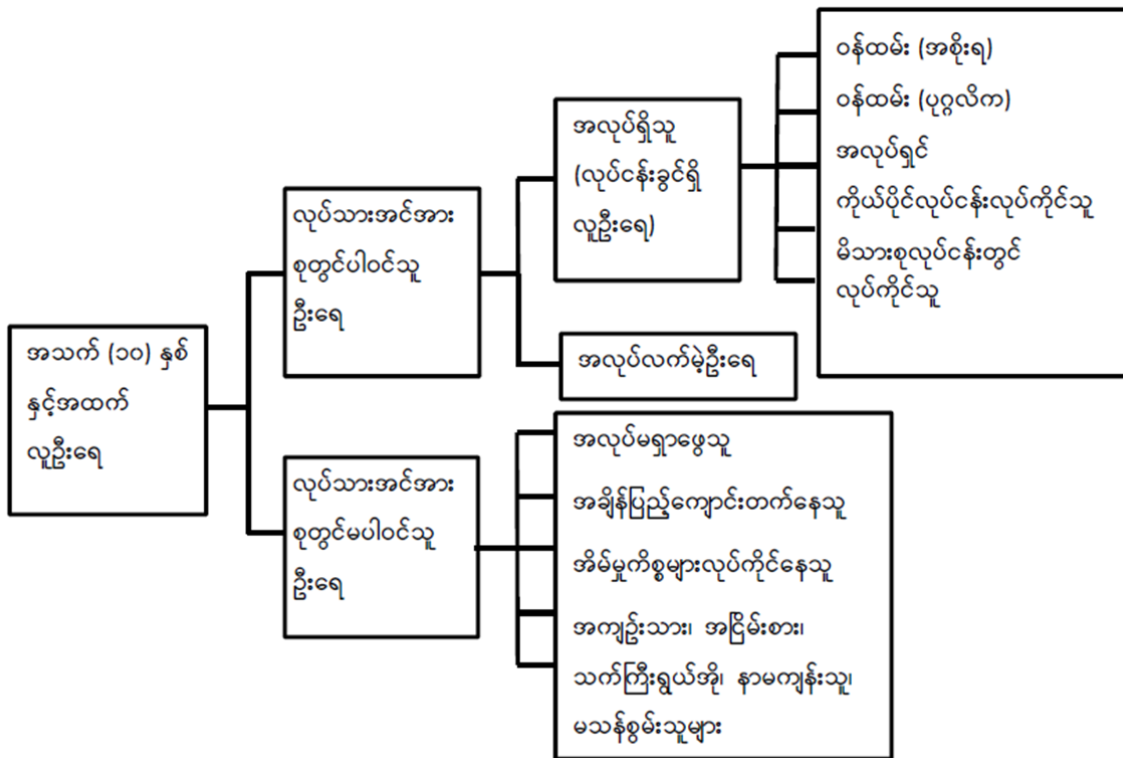 အသက် (၁၀) နှစ်
နှင့်အထက်
လူဦးရေ
လုပ်သားအင်အား
စုတွင်ပါဝင်သူ
ဦးရေ
အလုပ်ရှိသူ
(လုပ်ငန်းခွင်ရှိ
လူဦးရေ)
ဝန်ထမ်း (အစိုးရ)
ဝန်ထမ်း (ပုဂ္ဂလိက)
အလုပ်ရှင်
ကိုယ်ပိုင်လုပ်ငန်းလုပ်ကိုင်သူ
မိသားစုလုပ်ငန်းတွင်
လုပ်ကိုင်သူ
အလုပ်လက်မဲ့ဦးရေ
လုပ်သားအင်အား
စုတွင်မပါဝင်သူ
ဦးရေ
အလုပ်မရှာဖွေသူ
အချိန်ပြည့်ကျောင်းတက်နေသူ
အိမ်မှုကိစ္စများလုပ်ကိုင်နေသူ
အကျဉ်းသား၊ အငြိမ်းစား၊
သက်ကြီးရွယ်အို၊ နာမကျန်းသူ၊
မသန်စွမ်းသူများ